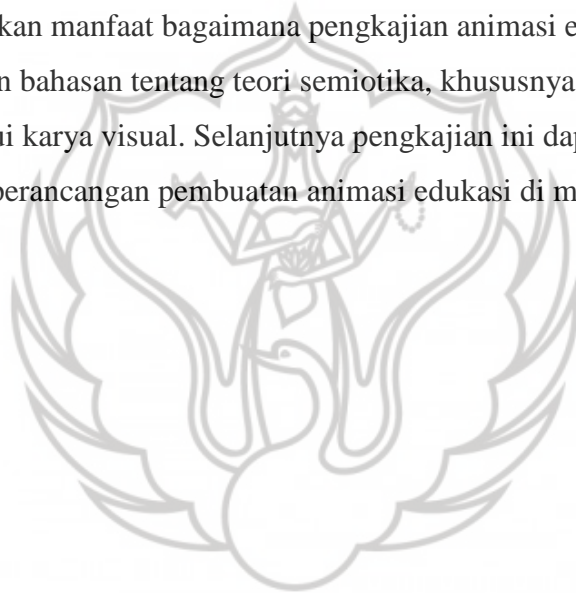 kan manfaat bagaimana pengkajian animasi e
n bahasan tentang teori semiotika, khususnya
ui karya visual. Selanjutnya pengkajian ini dap
perancangan pembuatan animasi edukasi di m